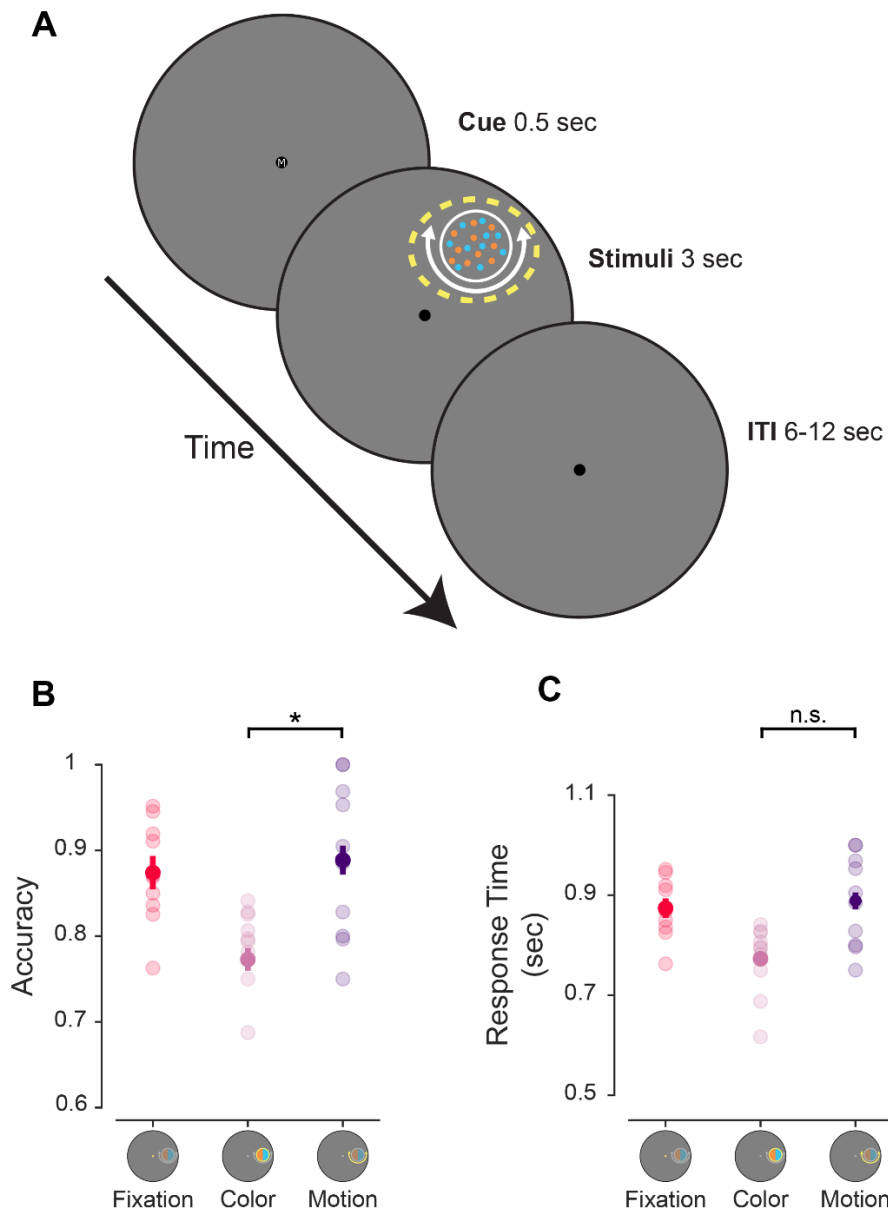 A
M
Cue 0.5 sec
Stimuli 3 sec
ITI 6-12 sec
Time
B
*
Accuracy
1
0.9
0.8
0.7
0.6
Fixation Color Motion
C
n.s.
Response Time
(sec)
1.1
0.9
0.7
0.5
Fixation Color Motion